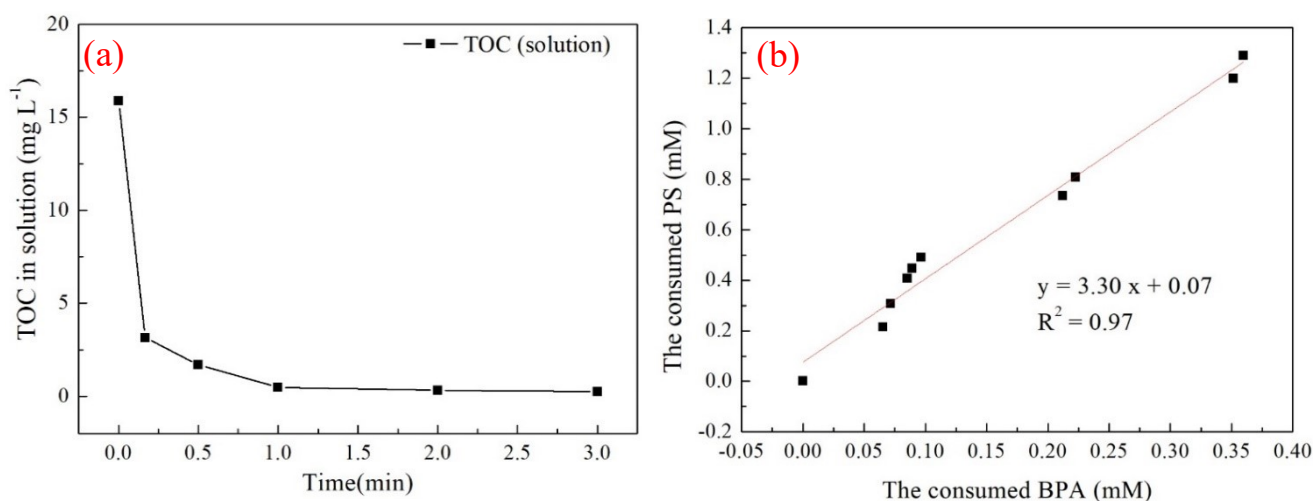 (a)
TOC (solution)
TOC in solution (mg L⁻¹)
20
15
10
5
0
0.0 0.5 1.0 1.5 2.0 2.5 3.0
Time(min)
(b)
The consumed PS (mM)
1.4
1.2
1.0
0.8
0.6
0.4
0.2
0.0
-0.2
y = 3.30 x + 0.07
R² = 0.97
-0.05 0.00 0.05 0.10 0.15 0.20 0.25 0.30 0.35 0.40
The consumed BPA (mM)